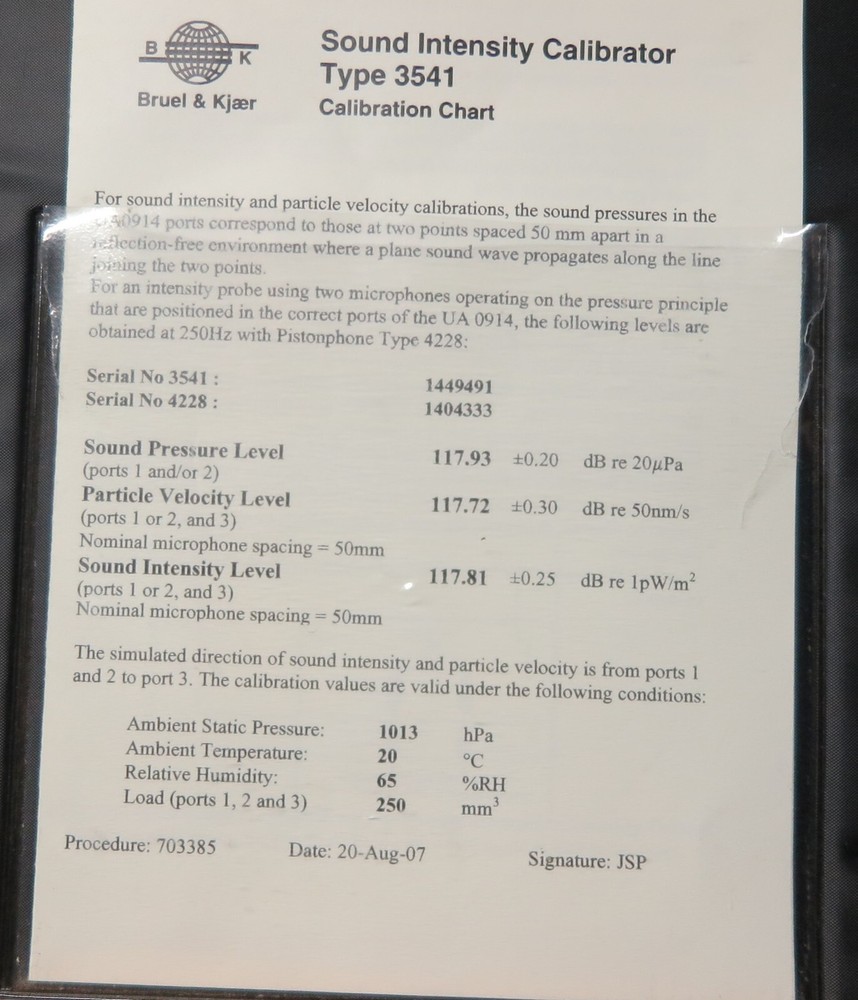 B K
Bruel & Kjær
Sound Intensity Calibrator
Type 3541
Calibration Chart
For sound intensity and particle velocity calibrations, the sound pressures in the
UA0914 ports correspond to those at two points spaced 50 mm apart in a
reflection-free environment where a plane sound wave propagates along the line
joining the two points.
For an intensity probe using two microphones operating on the pressure principle
that are positioned in the correct ports of the UA 0914, the following levels are
obtained at 250Hz with Pistonphone Type 4228:
Serial No 3541 : 1449491
Serial No 4228 : 1404333
Sound Pressure Level 117.93 ±0.20 dB re 20µPa
(ports 1 and/or 2)
Particle Velocity Level 117.72 ±0.30 dB re 50nm/s
(ports 1 or 2, and 3)
Nominal microphone spacing = 50mm
Sound Intensity Level 117.81 ±0.25 dB re 1pW/m²
(ports 1 or 2, and 3)
Nominal microphone spacing = 50mm
The simulated direction of sound intensity and particle velocity is from ports 1
and 2 to port 3. The calibration values are valid under the following conditions:
Ambient Static Pressure: 1013 hPa
Ambient Temperature: 20 °C
Relative Humidity: 65 %RH
Load (ports 1, 2 and 3) 250 mm³
Procedure: 703385 Date: 20-Aug-07 Signature: JSP